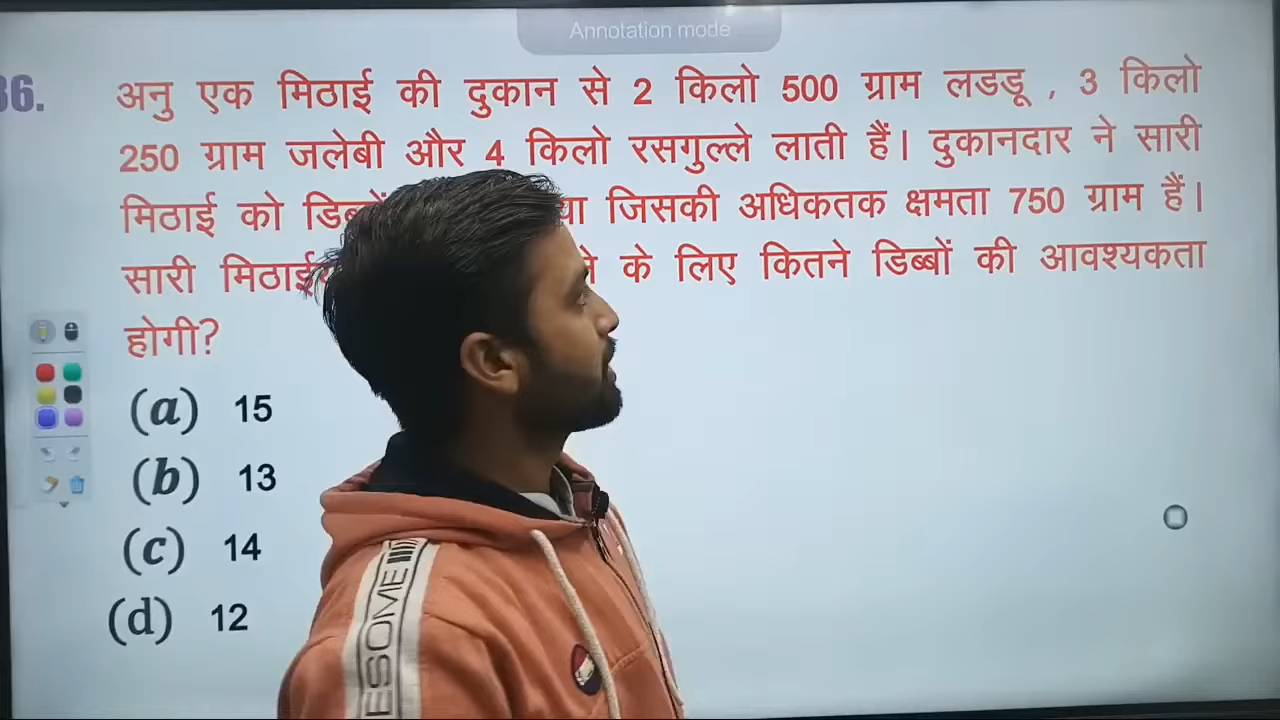 Annotation mode
36.
अनु एक मिठाई की दुकान से 2 किलो 500 ग्राम लडडू , 3 किलो
250 ग्राम जलेबी और 4 किलो रसगुल्ले लाती हैं। दुकानदार ने सारी
मिठाई को जिसकी अधिकतक क्षमता 750 ग्राम हैं।
सारी के लिए कितने डिब्बों की आवश्यकता
होगी?
(a) 15
(b) 13
(c) 14
(d) 12
ESOME